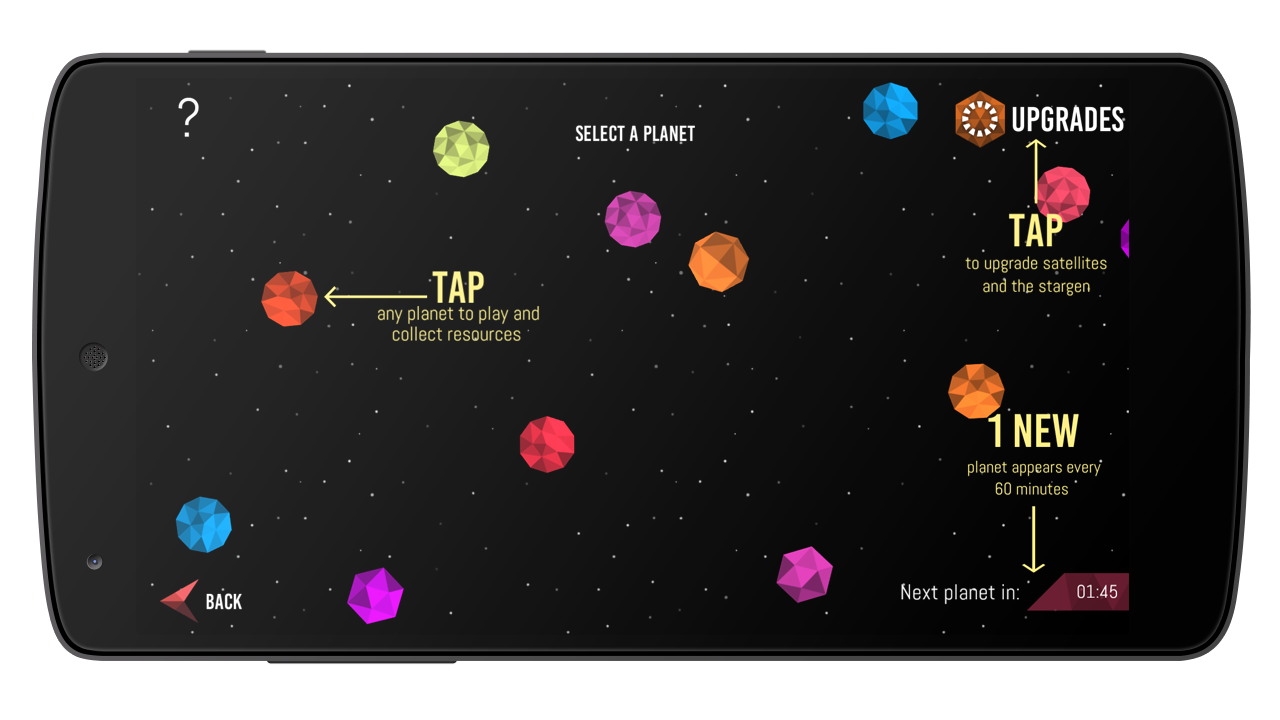 ?
SELECT A PLANET
UPGRADES
TAP
to upgrade satellites
and the stargen
TAP
any planet to play and
collect resources
1 NEW
planet appears every
60 minutes
BACK
Next planet in:
01:45